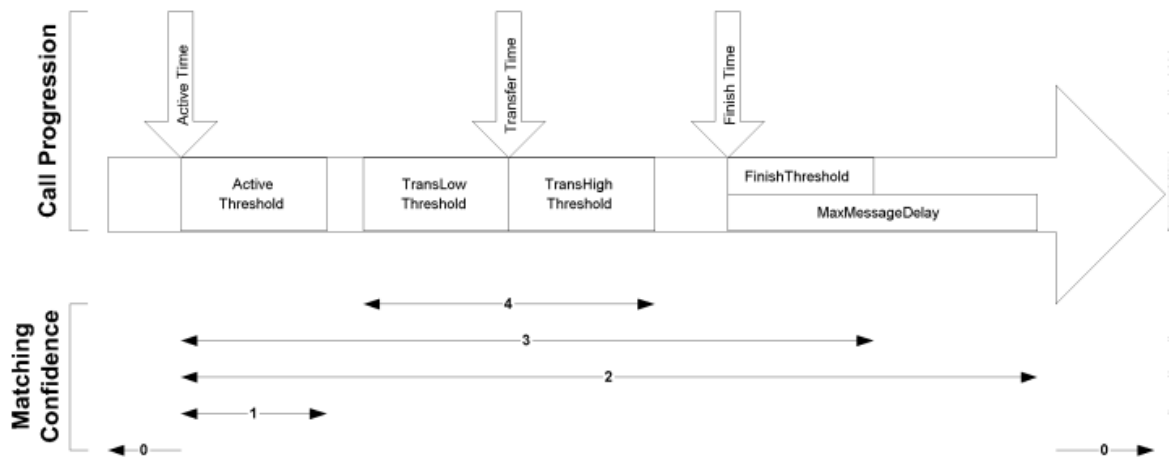 Call Progression
Active Time
Transfer Time
Finish Time
Active
Threshold
TransLow
Threshold
TransHigh
Threshold
FinishThreshold
MaxMessageDelay
Matching
Confidence
4
3
2
1
0
0